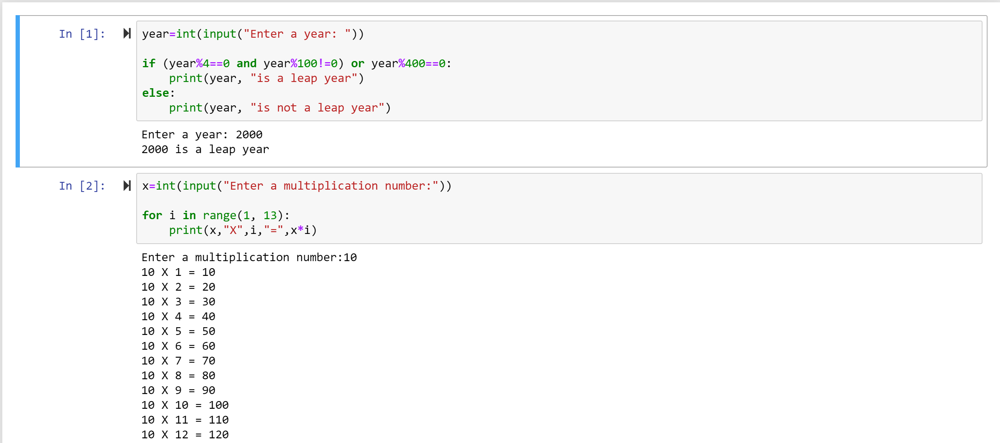 In [1]: year=int(input("Enter a year: "))

if (year%4==0 and year%100!=0) or year%400==0:
    print(year, "is a leap year")
else:
    print(year, "is not a leap year")

Enter a year: 2000
2000 is a leap year

In [2]: x=int(input("Enter a multiplication number:"))

for i in range(1, 13):
    print(x,"X",i,"=",x*i)

Enter a multiplication number:10
10 X 1 = 10
10 X 2 = 20
10 X 3 = 30
10 X 4 = 40
10 X 5 = 50
10 X 6 = 60
10 X 7 = 70
10 X 8 = 80
10 X 9 = 90
10 X 10 = 100
10 X 11 = 110
10 X 12 = 120